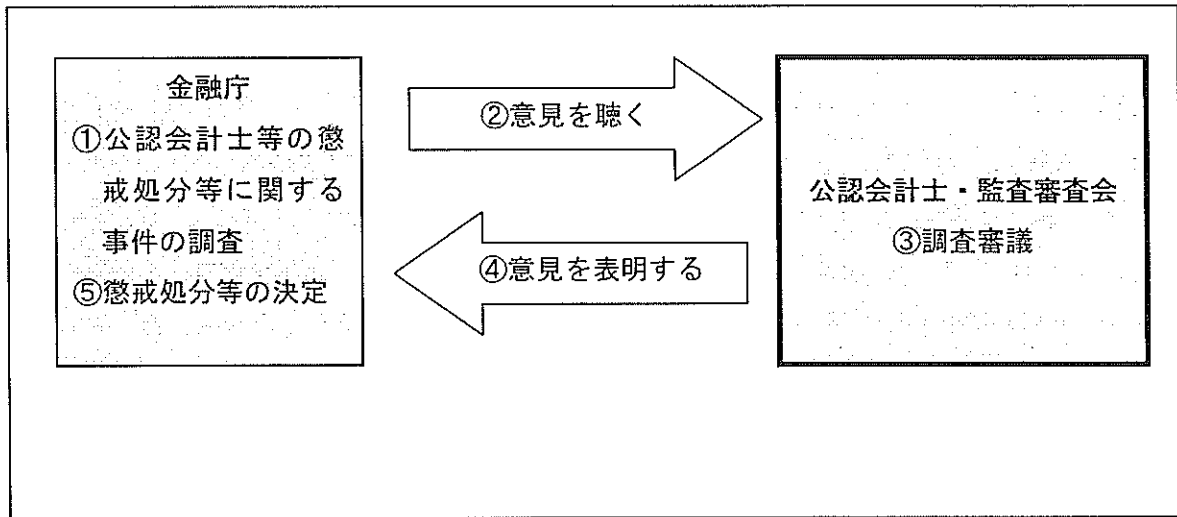 金融庁
①公認会計士等の懲
戒処分等に関する
事件の調査
⑤懲戒処分等の決定
②意見を聴く
④意見を表明する
公認会計士・監査審査会
③調査審議